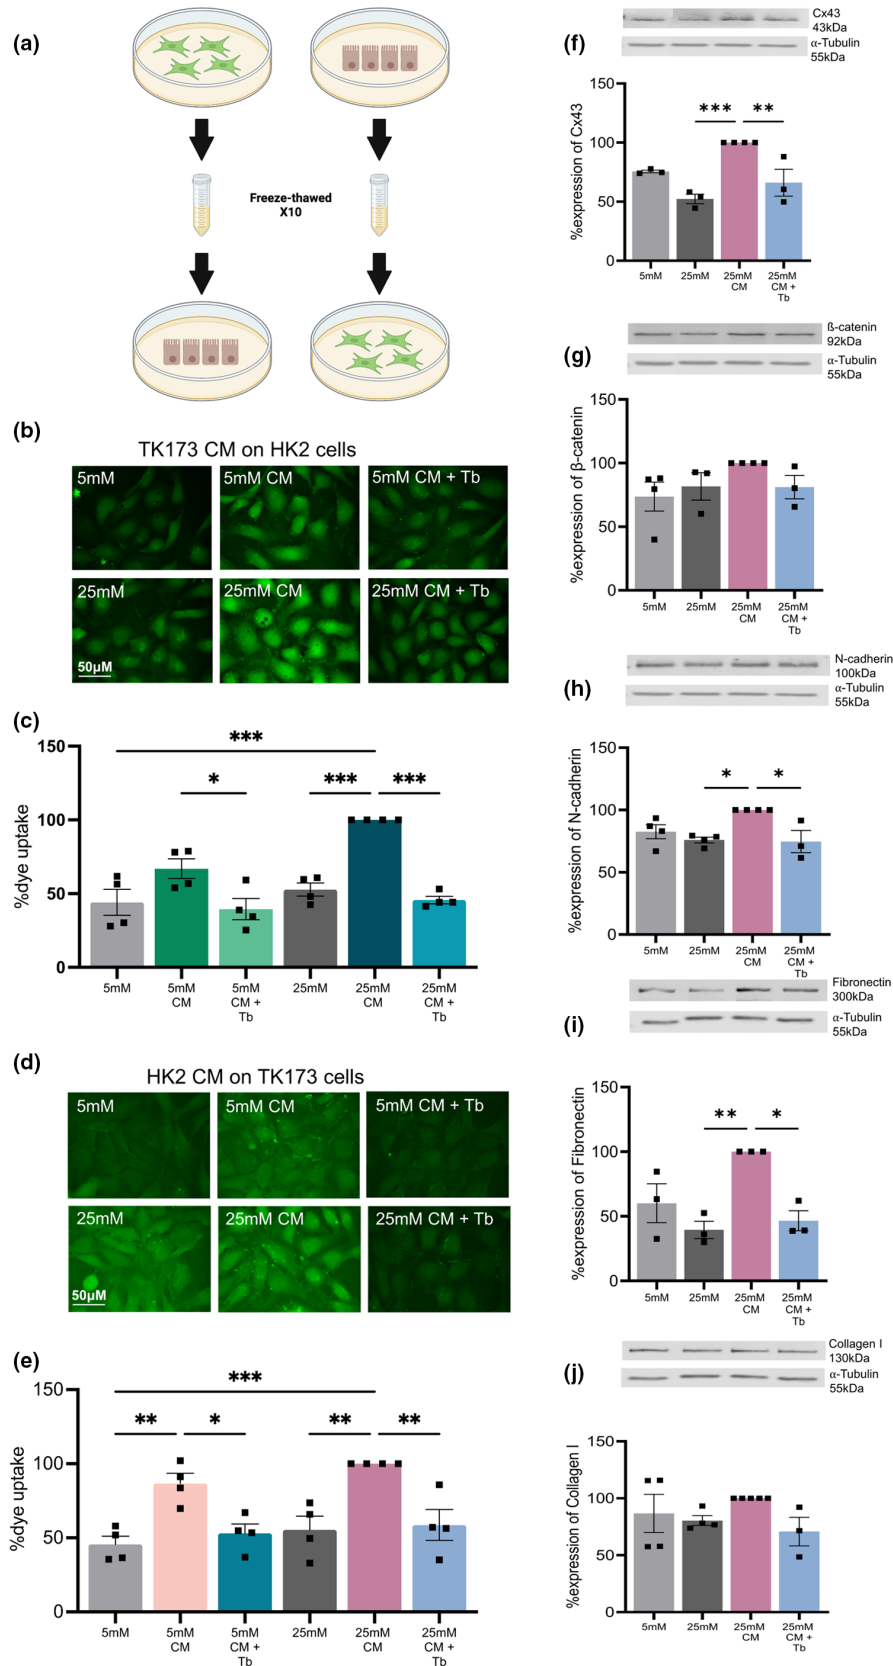 (a)
Freeze-thawed
X10
(b)
TK173 CM on HK2 cells
5mM
5mM CM
5mM CM + Tb
25mM
25mM CM
25mM CM + Tb
50µM
(c)
%dye uptake
150
100
50
0
***
*
***
***
5mM
5mM
CM
5mM
CM +
Tb
25mM
25mM
CM
25mM
CM +
Tb
(d)
HK2 CM on TK173 cells
5mM
5mM CM
5mM CM + Tb
25mM
25mM CM
25mM CM + Tb
50µM
(e)
%dye uptake
150
100
50
0
***
**
*
**
**
5mM
5mM
CM
5mM
CM +
Tb
25mM
25mM
CM
25mM
CM +
Tb
(f)
Cx43
43kDa
α-Tubulin
55kDa
%expression of Cx43
150
100
50
0
***
**
5mM
25mM
25mM
CM
25mM
CM +
Tb
(g)
ß-catenin
92kDa
α-Tubulin
55kDa
%expression of β-catenin
150
100
50
0
5mM
25mM
25mM
CM
25mM
CM +
Tb
(h)
N-cadherin
100kDa
α-Tubulin
55kDa
%expression of N-cadherin
150
100
50
0
*
*
5mM
25mM
25mM
CM
25mM
CM +
Tb
(i)
Fibronectin
300kDa
α-Tubulin
55kDa
%expression of Fibronectin
150
100
50
0
**
*
5mM
25mM
25mM
CM
25mM
CM +
Tb
(j)
Collagen I
130kDa
α-Tubulin
55kDa
%expression of Collagen I
150
100
50
0
5mM
25mM
25mM
CM
25mM
CM +
Tb